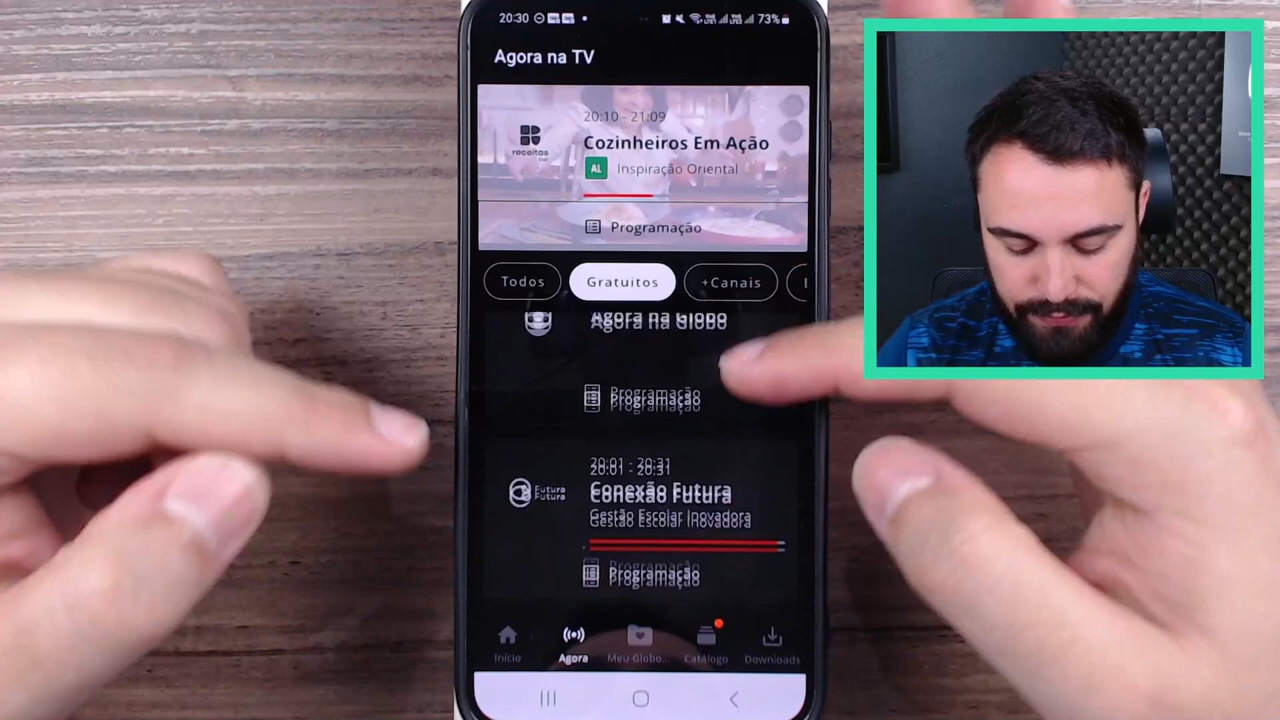 20:30
73%
Agora na TV
20:10 - 21:09
Cozinheiros Em Ação
receitas
AL Inspiração Oriental
Programação
Todos
Gratuitos
+Canais
Agora na Globo
Programação
20:01 - 20:31
Futura
Conexão Futura
Gestão Escolar Inovadora
Programação
Início
Agora
Meu Globo...
Catálogo
Downloads